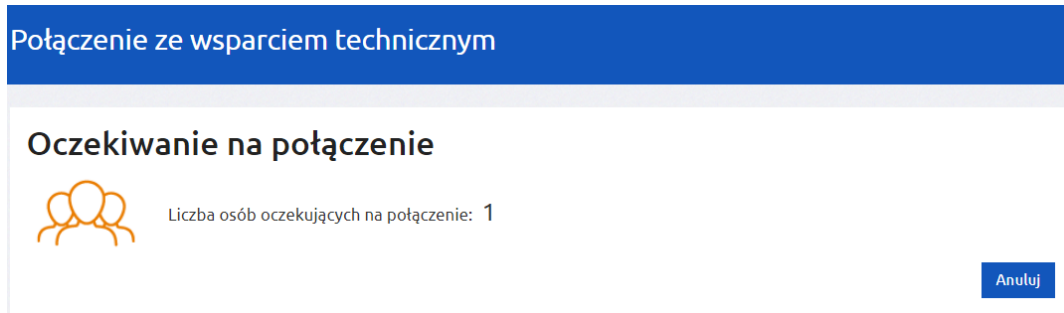 Połączenie ze wsparciem technicznym
Oczekiwanie na połączenie
Liczba osób oczekujących na połączenie: 1
Anuluj